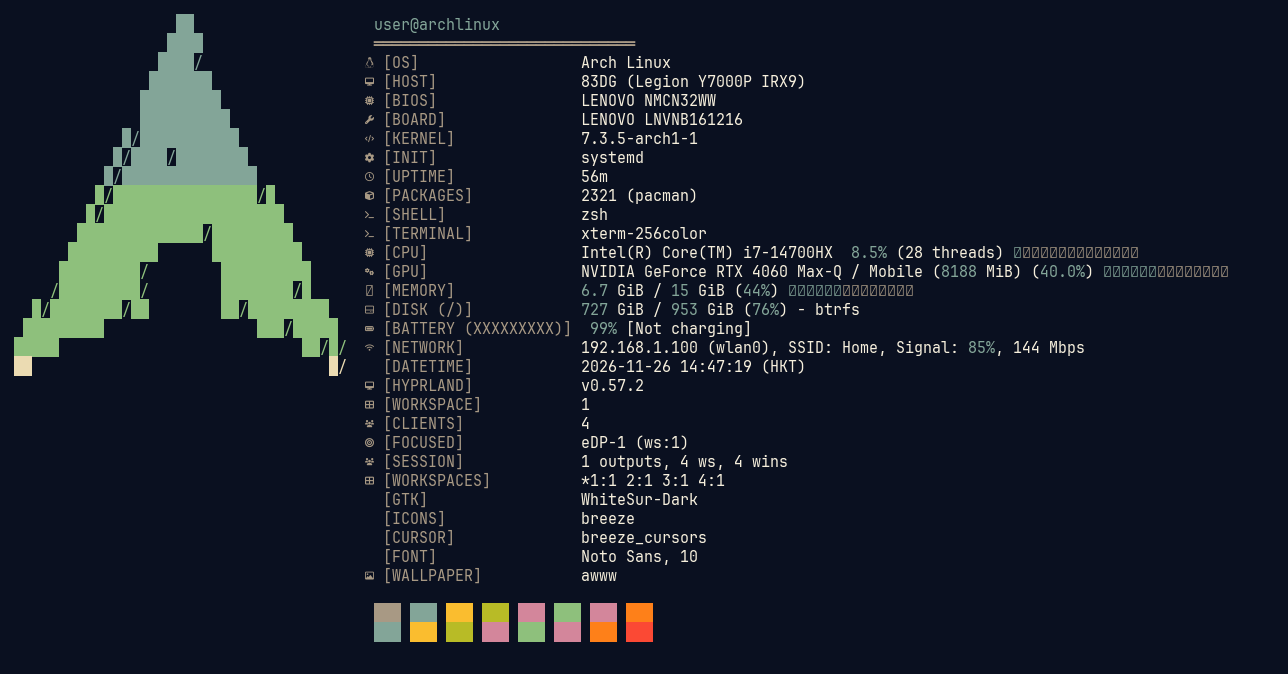 user@archlinux
[OS] Arch Linux
[HOST] 83DG (Legion Y7000P IRX9)
[BIOS] LENOVO NMCN32WW
[BOARD] LENOVO LNVNB161216
[KERNEL] 7.3.5-arch1-1
[INIT] systemd
[UPTIME] 56m
[PACKAGES] 2321 (pacman)
[SHELL] zsh
[TERMINAL] xterm-256color
[CPU] Intel(R) Core(TM) i7-14700HX 8.5% (28 threads)
[GPU] NVIDIA GeForce RTX 4060 Max-Q / Mobile (8188 MiB) (40.0%)
[MEMORY] 6.7 GiB / 15 GiB (44%)
[DISK (/)] 727 GiB / 953 GiB (76%) - btrfs
[BATTERY (XXXXXXXXX)] 99% [Not charging]
[NETWORK] 192.168.1.100 (wlan0), SSID: Home, Signal: 85%, 144 Mbps
[DATETIME] 2026-11-26 14:47:19 (HKT)
[HYPRLAND] v0.57.2
[WORKSPACE] 1
[CLIENTS] 4
[FOCUSED] eDP-1 (ws:1)
[SESSION] 1 outputs, 4 ws, 4 wins
[WORKSPACES] *1:1 2:1 3:1 4:1
[GTK] WhiteSur-Dark
[ICONS] breeze
[CURSOR] breeze_cursors
[FONT] Noto Sans, 10
[WALLPAPER] awww